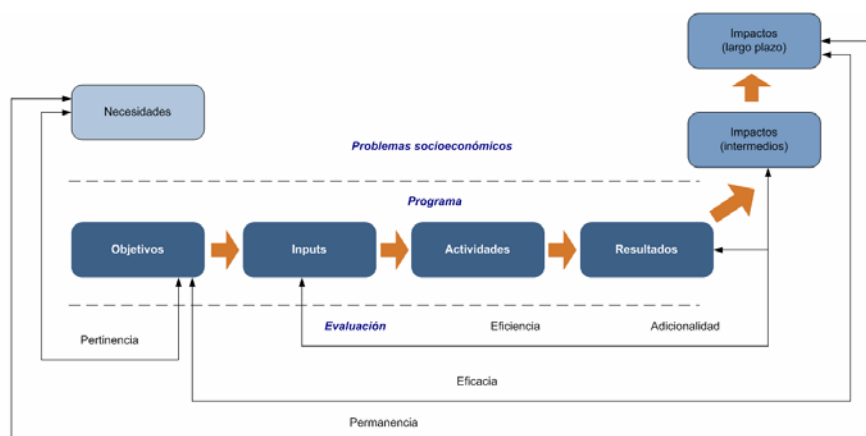 Impactos
(largo plazo)
Necesidades
Impactos
(intermedios)
Problemas socioeconómicos
Programa
Objetivos
Inputs
Actividades
Resultados
Evaluación
Eficiencia
Adicionalidad
Pertinencia
Eficacia
Permanencia